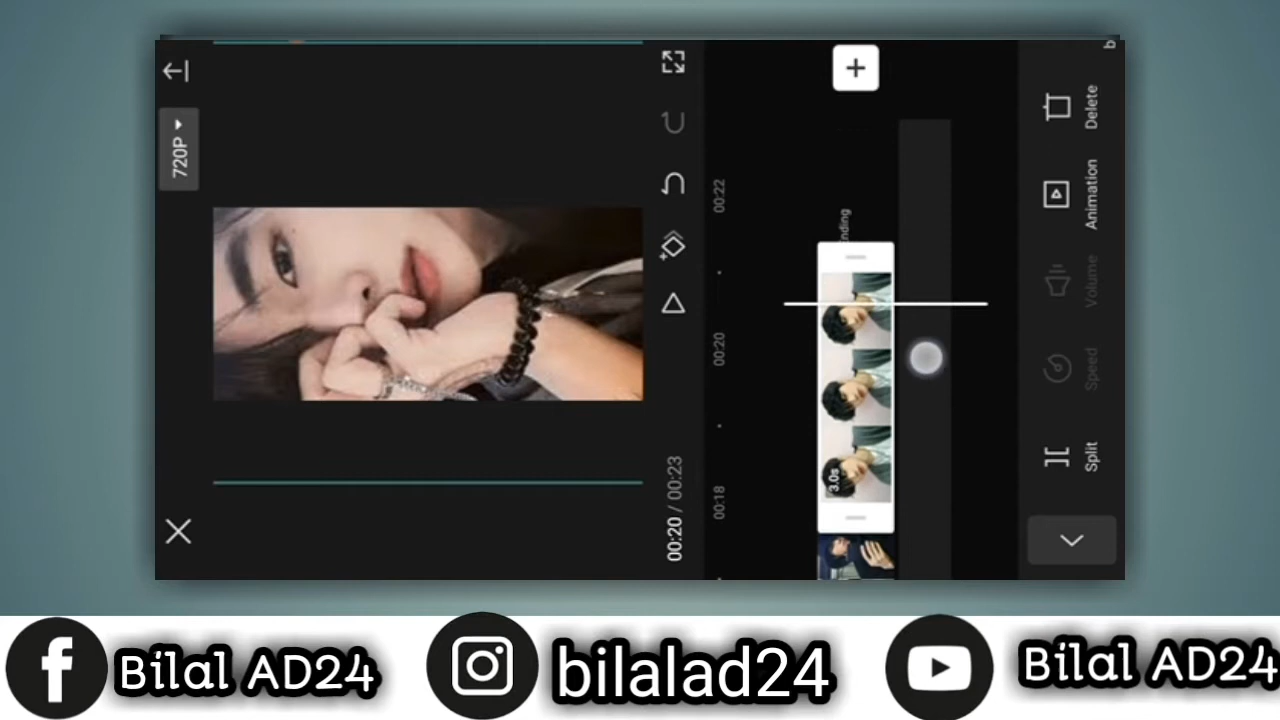 720P
00:20 / 00:23
00:18
00:20
00:22
3.0s
nding
Split
Speed
Volume
Animation
Delete
Bilal AD24
bilalad24
Bilal AD24